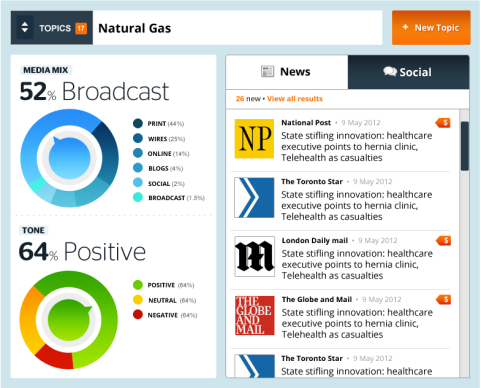 TOPICS 17
Natural Gas
+ New Topic
MEDIA MIX
52% Broadcast
PRINT (44%)
WIRES (25%)
ONLINE (14%)
BLOGS (4%)
SOCIAL (2%)
BROADCAST (1.5%)
TONE
64% Positive
POSITIVE (64%)
NEUTRAL (64%)
NEGATIVE (64%)
News
Social
26 new • View all results
NP
National Post • 9 May 2012
$
State stifling innovation: healthcare
executive points to hernia clinic,
Telehealth as casualties
The Toronto Star • 9 May 2012
State stifling innovation: healthcare
executive points to hernia clinic,
Telehealth as casualties
m
London Daily mail • 9 May 2012
$
State stifling innovation: healthcare
executive points to hernia clinic,
Telehealth as casualties
THE
GLOBE
AND
MAIL
The Globe and Mail • 9 May 2012
$
State stifling innovation: healthcare
executive points to hernia clinic,
Telehealth as casualties
The Toronto Star • 9 May 2012
State stifling innovation: healthcare